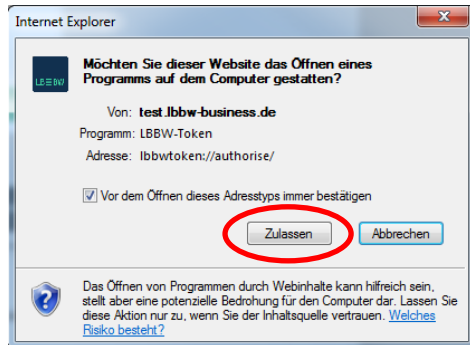 Internet Explorer
Möchten Sie dieser Website das Öffnen eines
Programms auf dem Computer gestatten?
LB≡BW
Von: test.lbbw-business.de
Programm: LBBW-Token
Adresse: lbbwtoken://authorise/
Vor dem Öffnen dieses Adresstyps immer bestätigen
Zulassen Abbrechen
Das Öffnen von Programmen durch Webinhalte kann hilfreich sein,
stellt aber eine potenzielle Bedrohung für den Computer dar. Lassen Sie
diese Aktion nur zu, wenn Sie der Inhaltsquelle vertrauen. Welches
Risiko besteht?